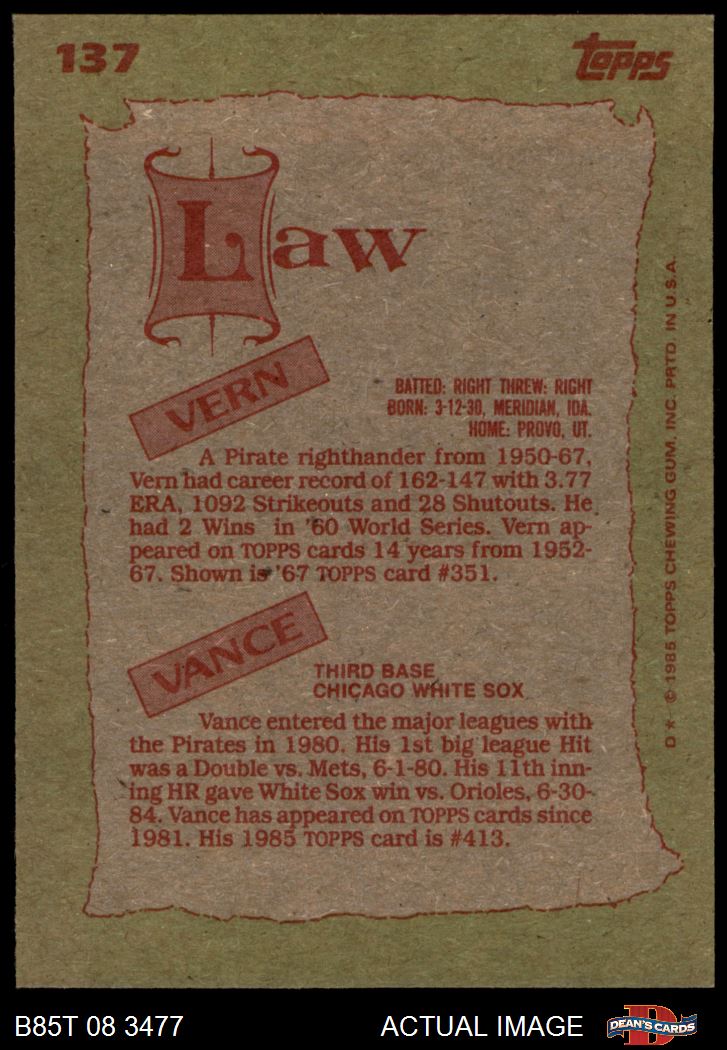 137
Topps
Law
VERN
BATTED: RIGHT THREW: RIGHT
BORN: 3-12-30, MERIDIAN, IDA.
HOME: PROVO, UT.
A Pirate righthander from 1950-67,
Vern had career record of 162-147 with 3.77
ERA, 1092 Strikeouts and 28 Shutouts. He
had 2 Wins in '60 World Series. Vern ap-
peared on TOPPS cards 14 years from 1952-
67. Shown is '67 TOPPS card #351.
VANCE
THIRD BASE
CHICAGO WHITE SOX
Vance entered the major leagues with
the Pirates in 1980. His 1st big league Hit
was a Double vs. Mets, 6-1-80. His 11th inn-
ing HR gave White Sox win vs. Orioles, 6-30-
84. Vance has appeared on TOPPS cards since
1981. His 1985 TOPPS card is #413.
D* © 1985 TOPPS CHEWING GUM, INC. PRTD. IN U.S.A.
B85T 08 3477
ACTUAL IMAGE
DEAN'S CARDS